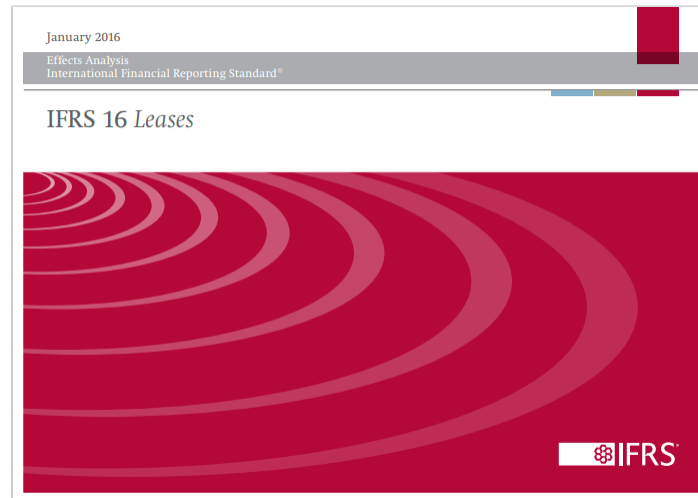 January 2016
Effects Analysis
International Financial Reporting Standard®
IFRS 16 Leases
IFRS®